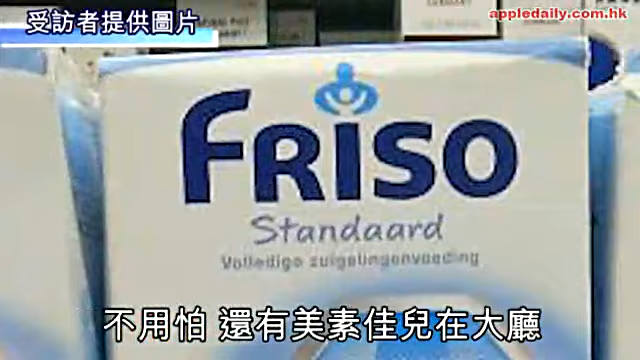 受訪者提供圖片
appledaily.com.hk
FRISO
Standaard
Volledige zuigelingenvoeding
不用怕 還有美素佳兒在大廳